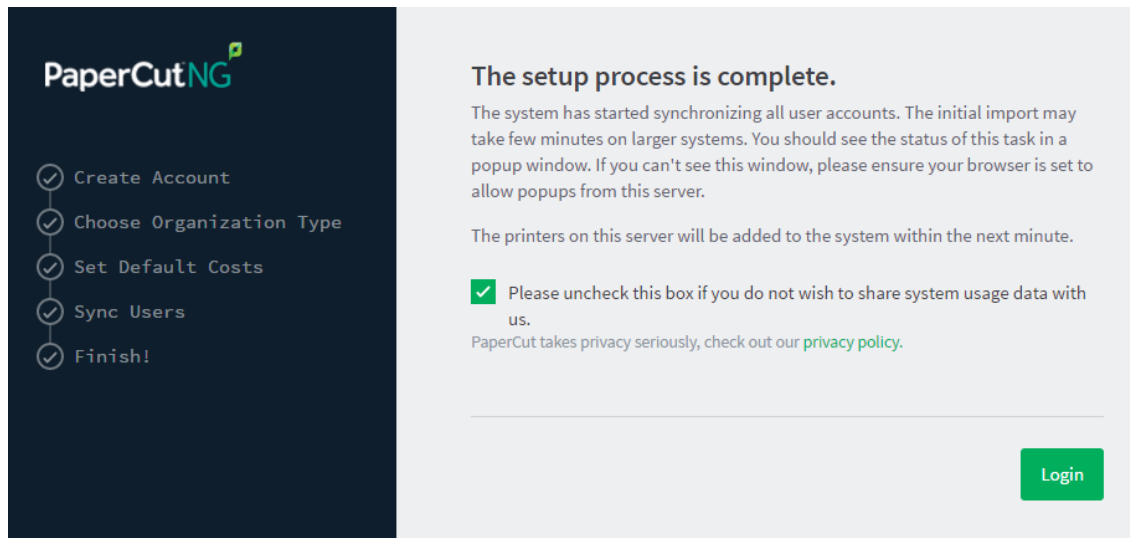 PaperCut NG
Create Account
Choose Organization Type
Set Default Costs
Sync Users
Finish!
The setup process is complete.
The system has started synchronizing all user accounts. The initial import may
take few minutes on larger systems. You should see the status of this task in a
popup window. If you can't see this window, please ensure your browser is set to
allow popups from this server.
The printers on this server will be added to the system within the next minute.
Please uncheck this box if you do not wish to share system usage data with
us.
PaperCut takes privacy seriously, check out our privacy policy.
Login